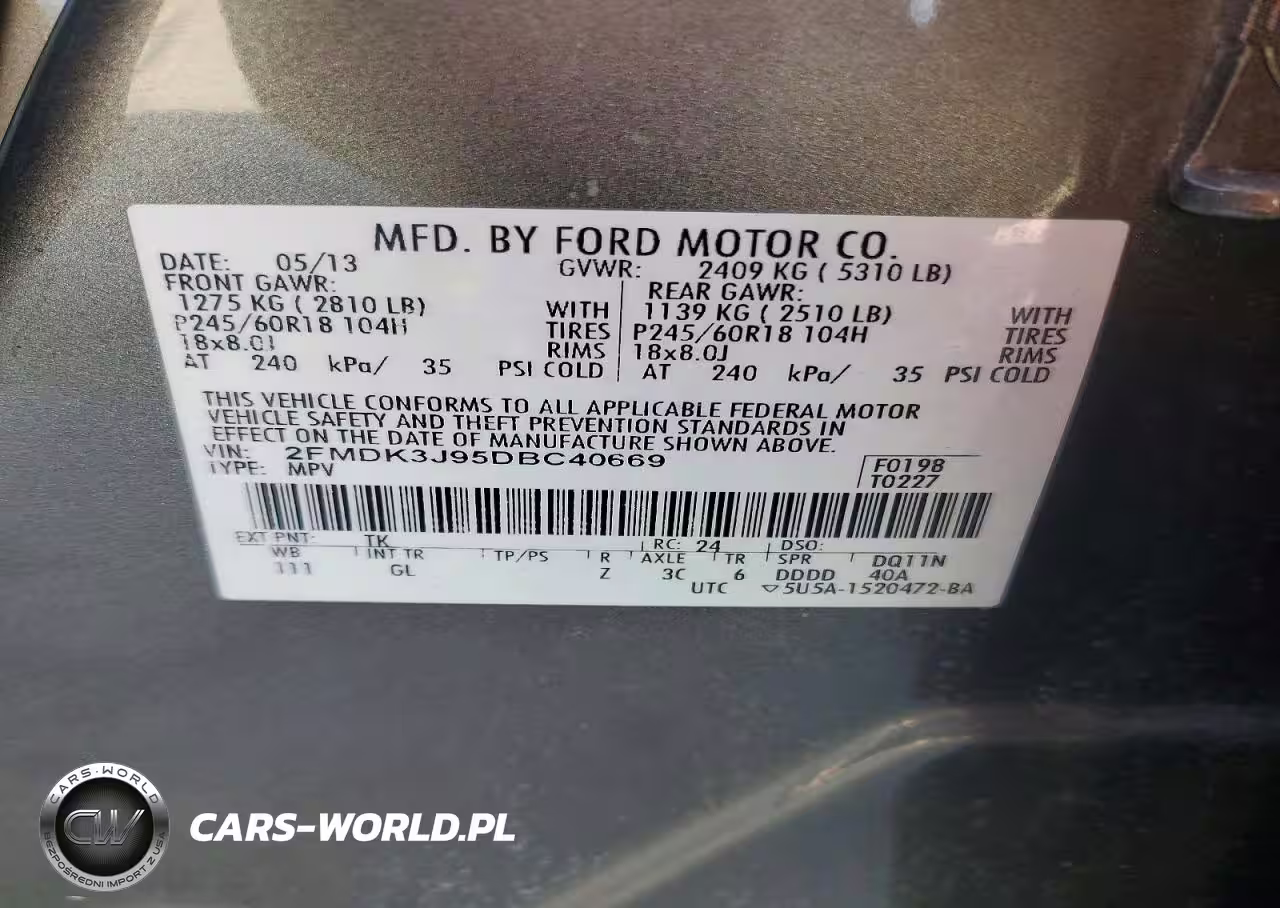 MFD. BY FORD MOTOR CO.
DATE: 05/13 GVWR: 2409 KG ( 5310 LB)
FRONT GAWR: REAR GAWR:
1275 KG ( 2810 LB) WITH 1139 KG ( 2510 LB) WITH
P245/60R18 104H TIRES P245/60R18 104H TIRES
18x8.0J RIMS 18x8.0J RIMS
AT 240 kPa/ 35 PSI COLD AT 240 kPa/ 35 PSI COLD
THIS VEHICLE CONFORMS TO ALL APPLICABLE FEDERAL MOTOR
VEHICLE SAFETY AND THEFT PREVENTION STANDARDS IN
EFFECT ON THE DATE OF MANUFACTURE SHOWN ABOVE.
VIN: 2FMDK3J95DBC40669
TYPE: MPV
F0198
T0227
EXT PNT: TK RC: 24 DSO:
WB INT TR TP/PS R AXLE TR SPR DQ11N
111 GL Z 3C 6 DDDD 40A
UTC ▽5U5A-1520472-BA
CARS-WORLD
CW
BEZPOŚREDNI IMPORT Z USA
CARS-WORLD.PL